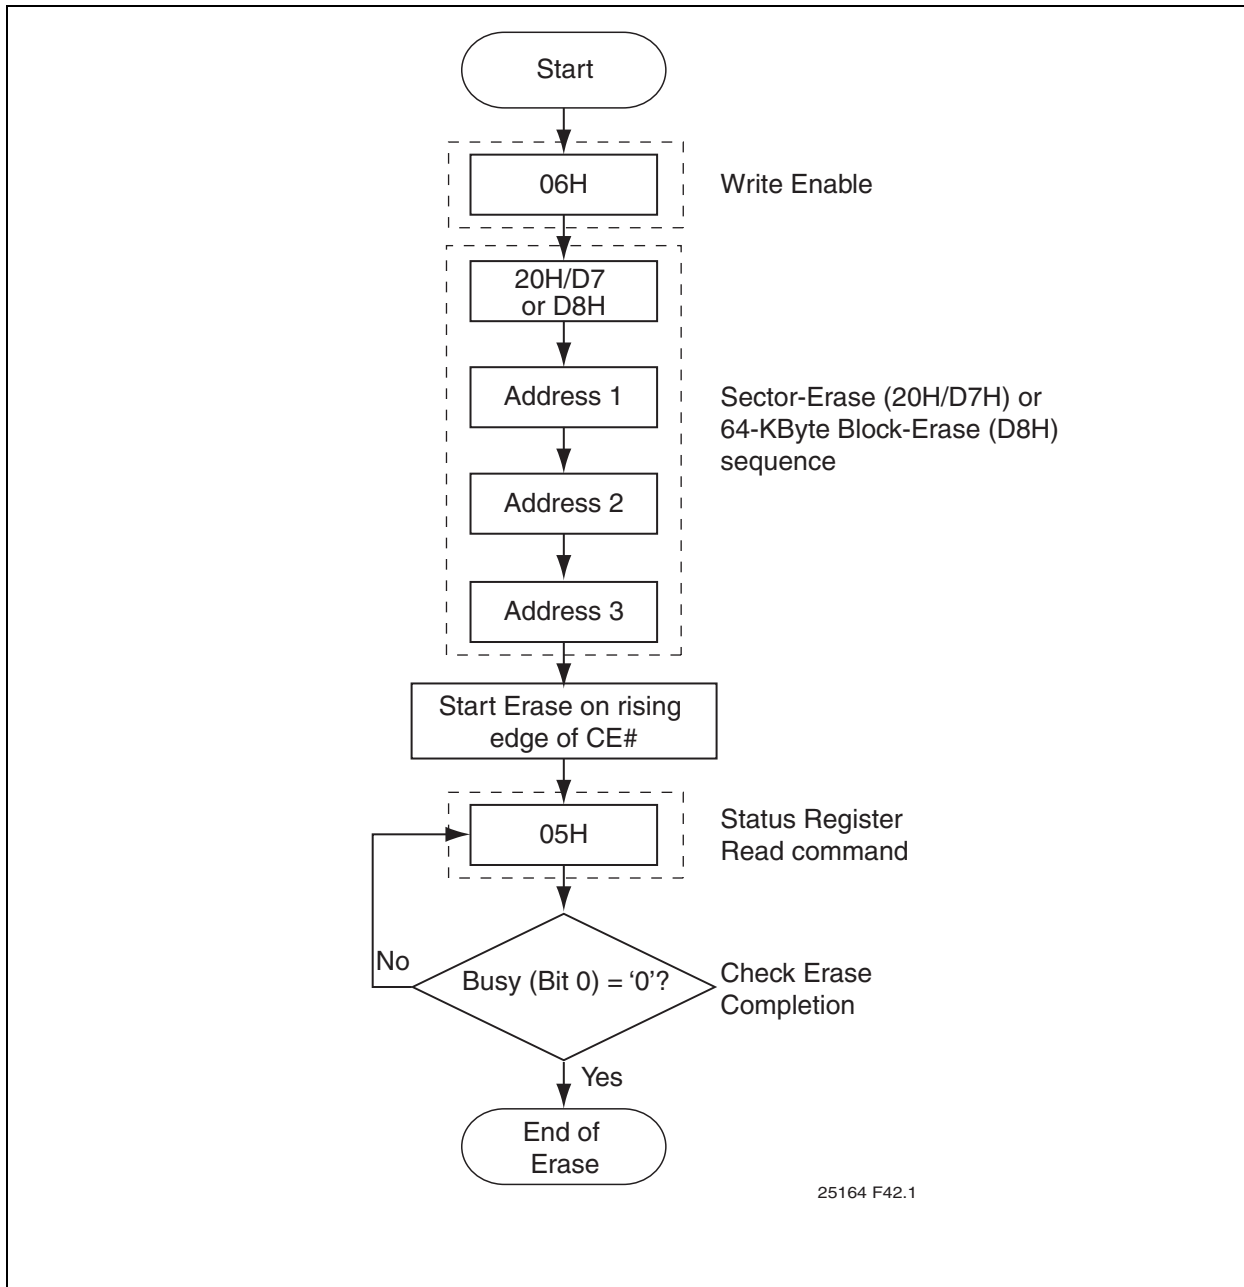 Start
06H
Write Enable
20H/D7
or D8H
Address 1
Sector-Erase (20H/D7H) or
64-KByte Block-Erase (D8H)
sequence
Address 2
Address 3
Start Erase on rising
edge of CE#
05H
Status Register
Read command
No
Busy (Bit 0) = ‘0’?
Check Erase
Completion
Yes
End of
Erase
25164 F42.1